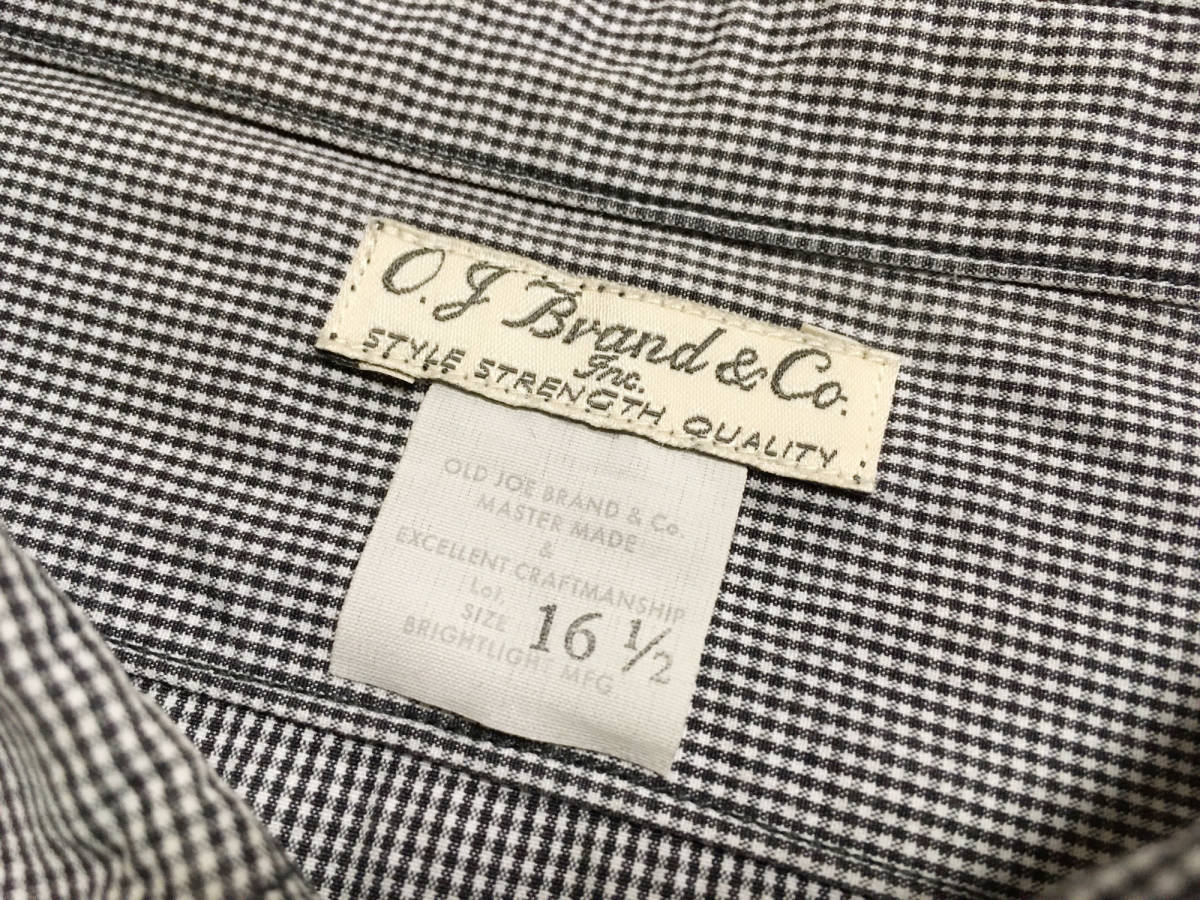 O.J Brand & Co.
Inc.
STYLE STRENGTH QUALITY
OLD JOE BRAND & Co.
MASTER MADE
&
EXCELLENT CRAFTMANSHIP
Lot.
SIZE 16 ½
BRIGHTLIGHT MFG